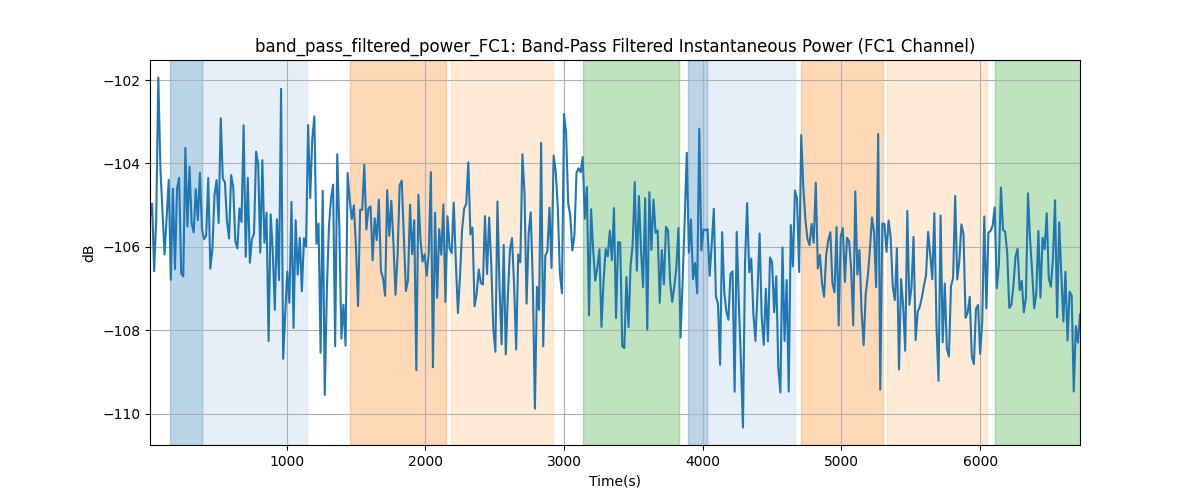 band_pass_filtered_power_FC1: Band-Pass Filtered Instantaneous Power (FC1 Channel)
−102
−104
−106
−108
−110
dB
1000 2000 3000 4000 5000 6000
Time(s)